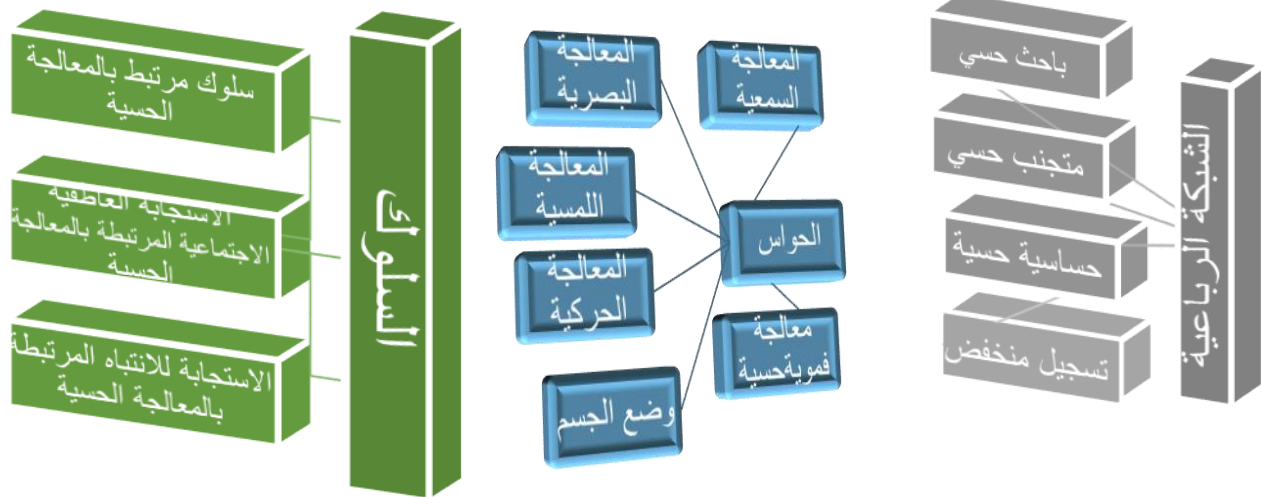 الشبكة الرباعية
باحث حسي
متجنب حسي
حساسية حسية
تسجيل منخفض
الحواس
المعالجة
السمعية
المعالجة
البصرية
المعالجة
اللمسية
المعالجة
الحركية
وضع الجسم
معالجة
فمويةحسية
السلوك
سلوك مرتبط بالمعالجة
الحسية
الاستجابة العاطفية
الاجتماعية المرتبطة بالمعالجة
الحسية
الاستجابة للانتباه المرتبطة
بالمعالجة الحسية